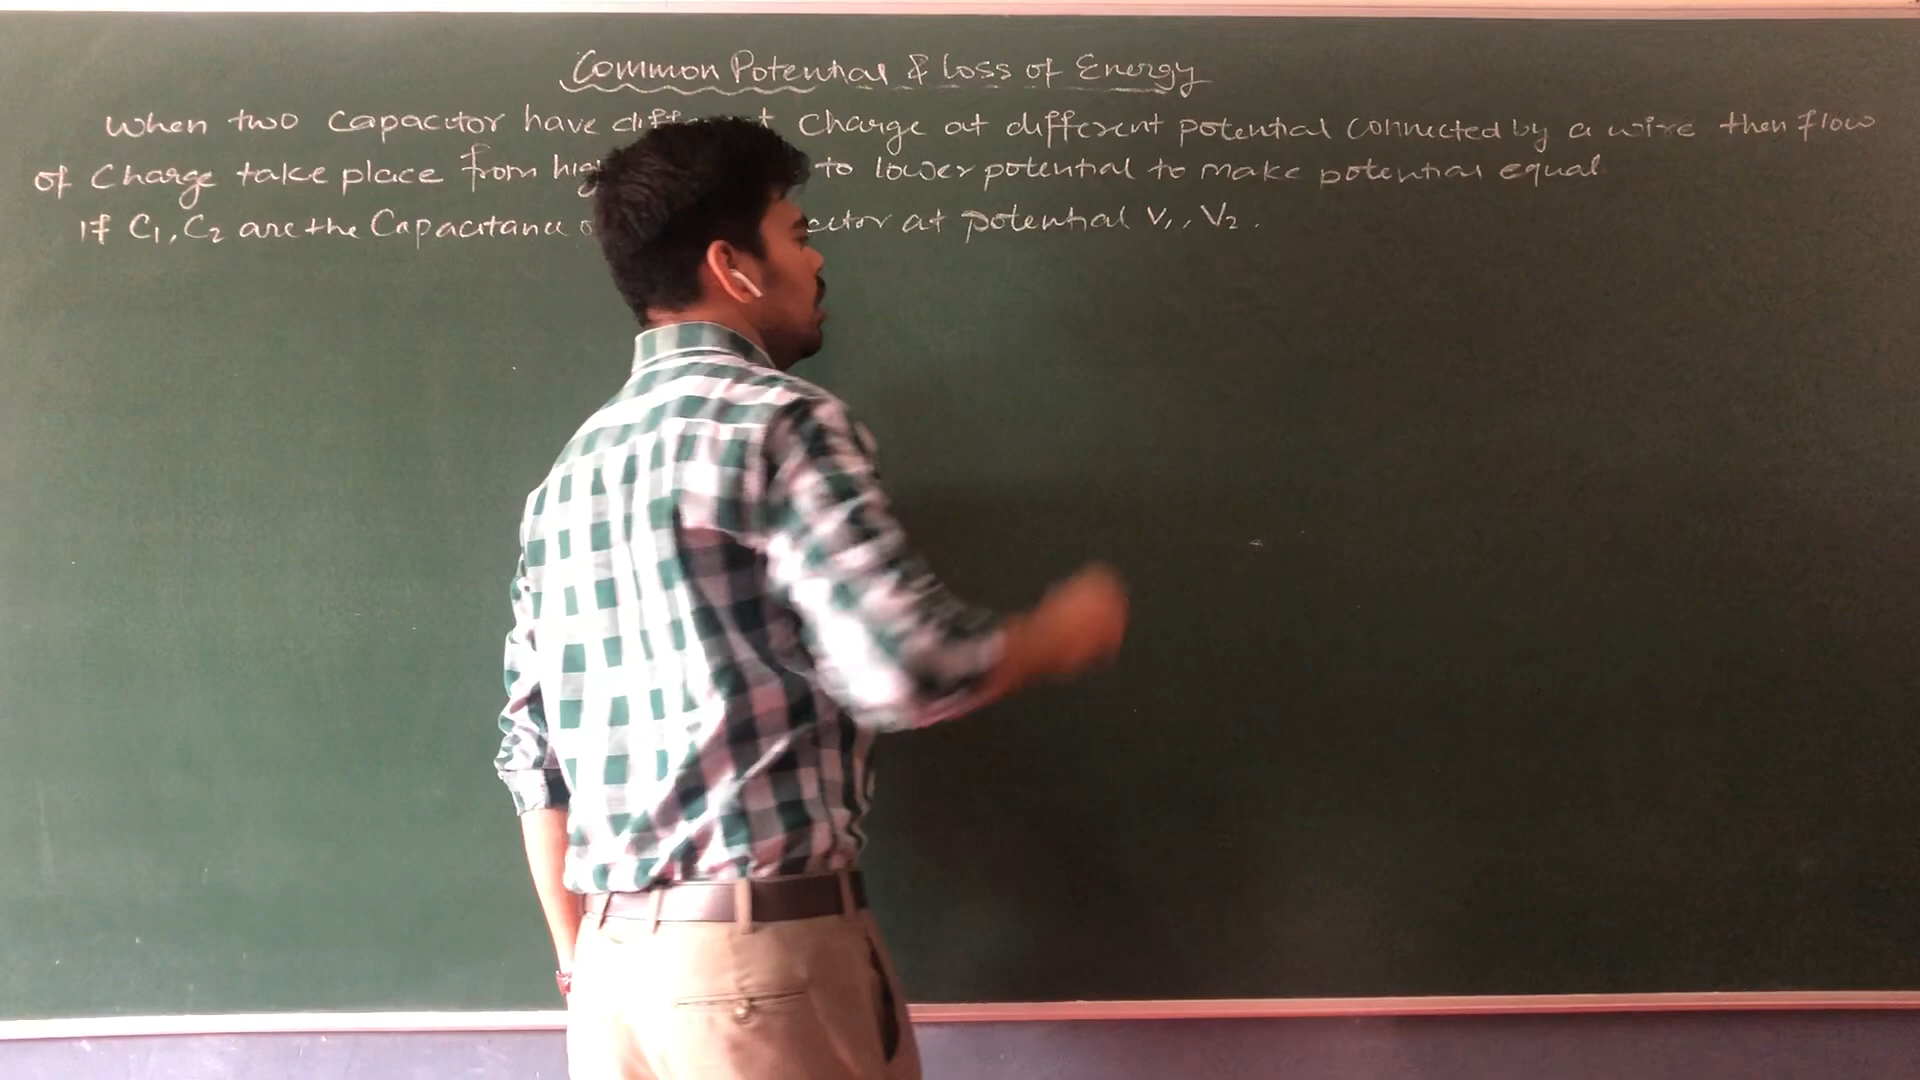 Common Potential & Loss of Energy
When two capacitor have charge at different potential connected by a wire then flow
of charge take place from to lower potential to make potential equal
If C1, C2 are the Capacitance at potential V1, V2.